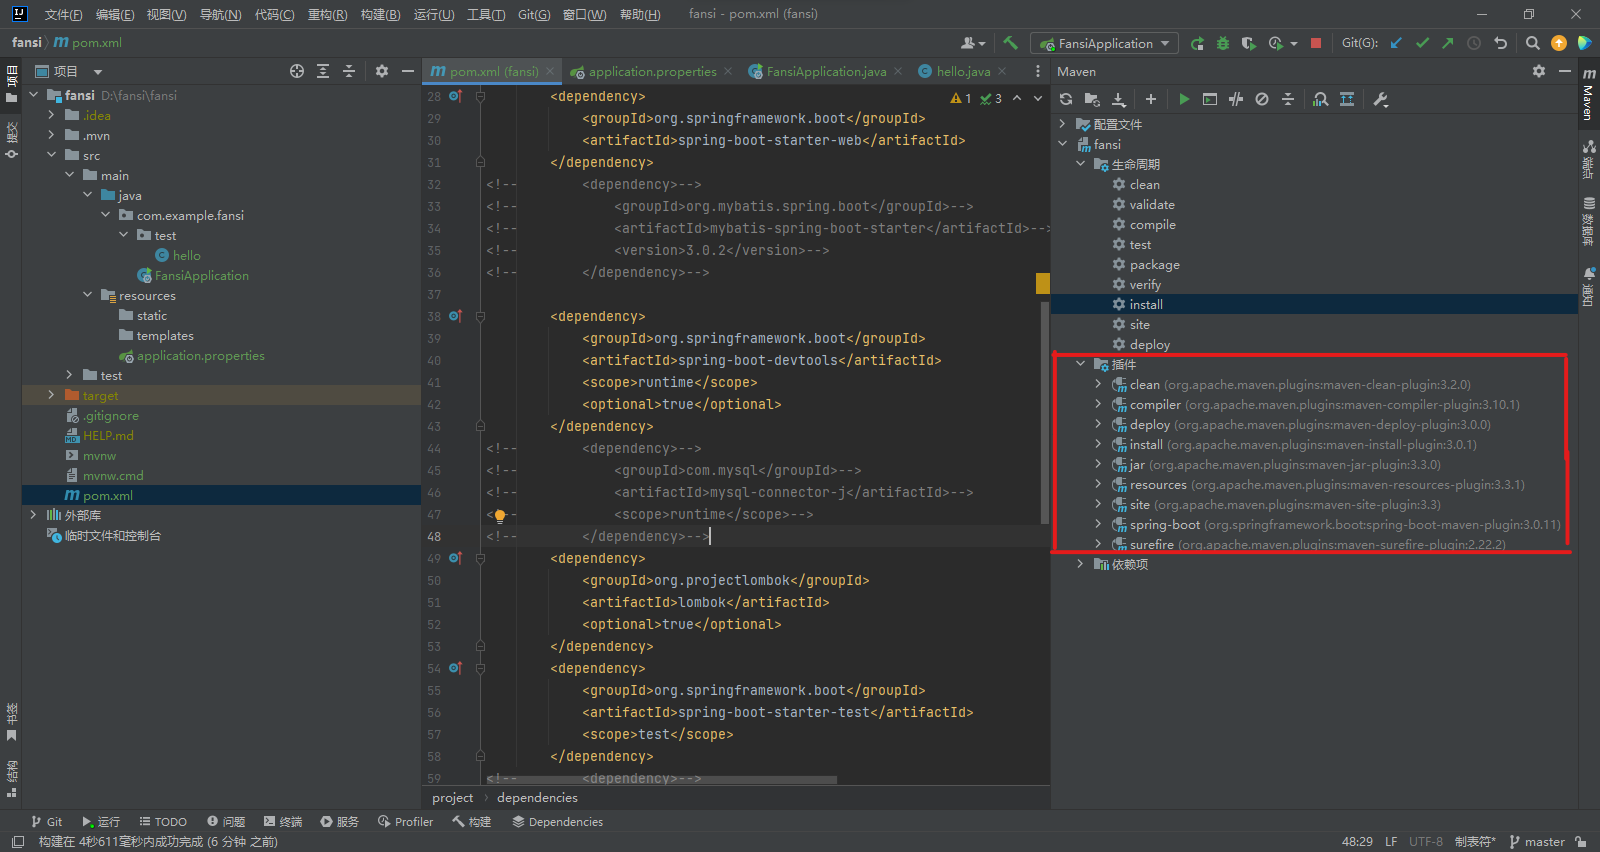 文件(F) 编辑(E) 视图(V) 导航(N) 代码(C) 重构(R) 构建(B) 运行(U) 工具(T) Git(G) 窗口(W) 帮助(H) fansi - pom.xml (fansi)
fansi pom.xml FansiApplication Git(G):
项目
提交
书签
结构
项目
fansi D:\fansi\fansi
.idea
.mvn
src
main
java
com.example.fansi
test
hello
FansiApplication
resources
static
templates
application.properties
test
target
.gitignore
HELP.md
mvnw
mvnw.cmd
pom.xml
外部库
临时文件和控制台
pom.xml (fansi) application.properties FansiApplication.java hello.java
1 3
28 <dependency>
29 <groupId>org.springframework.boot</groupId>
30 <artifactId>spring-boot-starter-web</artifactId>
31 </dependency>
32 <!-- <dependency>-->
33 <!-- <groupId>org.mybatis.spring.boot</groupId>-->
34 <!-- <artifactId>mybatis-spring-boot-starter</artifactId>-->
35 <!-- <version>3.0.2</version>-->
36 <!-- </dependency>-->
37
38 <dependency>
39 <groupId>org.springframework.boot</groupId>
40 <artifactId>spring-boot-devtools</artifactId>
41 <scope>runtime</scope>
42 <optional>true</optional>
43 </dependency>
44 <!-- <dependency>-->
45 <!-- <groupId>com.mysql</groupId>-->
46 <!-- <artifactId>mysql-connector-j</artifactId>-->
47 <!-- <scope>runtime</scope>-->
48 <!-- </dependency>-->
49 <dependency>
50 <groupId>org.projectlombok</groupId>
51 <artifactId>lombok</artifactId>
52 <optional>true</optional>
53 </dependency>
54 <dependency>
55 <groupId>org.springframework.boot</groupId>
56 <artifactId>spring-boot-starter-test</artifactId>
57 <scope>test</scope>
58 </dependency>
59 <!-- <dependency>-->
project dependencies
Maven
配置文件
fansi
生命周期
clean
validate
compile
test
package
verify
install
site
deploy
插件
clean (org.apache.maven.plugins:maven-clean-plugin:3.2.0)
compiler (org.apache.maven.plugins:maven-compiler-plugin:3.10.1)
deploy (org.apache.maven.plugins:maven-deploy-plugin:3.0.0)
install (org.apache.maven.plugins:maven-install-plugin:3.0.1)
jar (org.apache.maven.plugins:maven-jar-plugin:3.3.0)
resources (org.apache.maven.plugins:maven-resources-plugin:3.3.1)
site (org.apache.maven.plugins:maven-site-plugin:3.3)
spring-boot (org.springframework.boot:spring-boot-maven-plugin:3.0.11)
surefire (org.apache.maven.plugins:maven-surefire-plugin:2.22.2)
依赖项
Maven
端点
数据库
通知
Git 运行 TODO 问题 终端 服务 Profiler 构建 Dependencies
构建在 4秒611毫秒内成功完成 (6 分钟 之前) 48:29 LF UTF-8 制表符* master